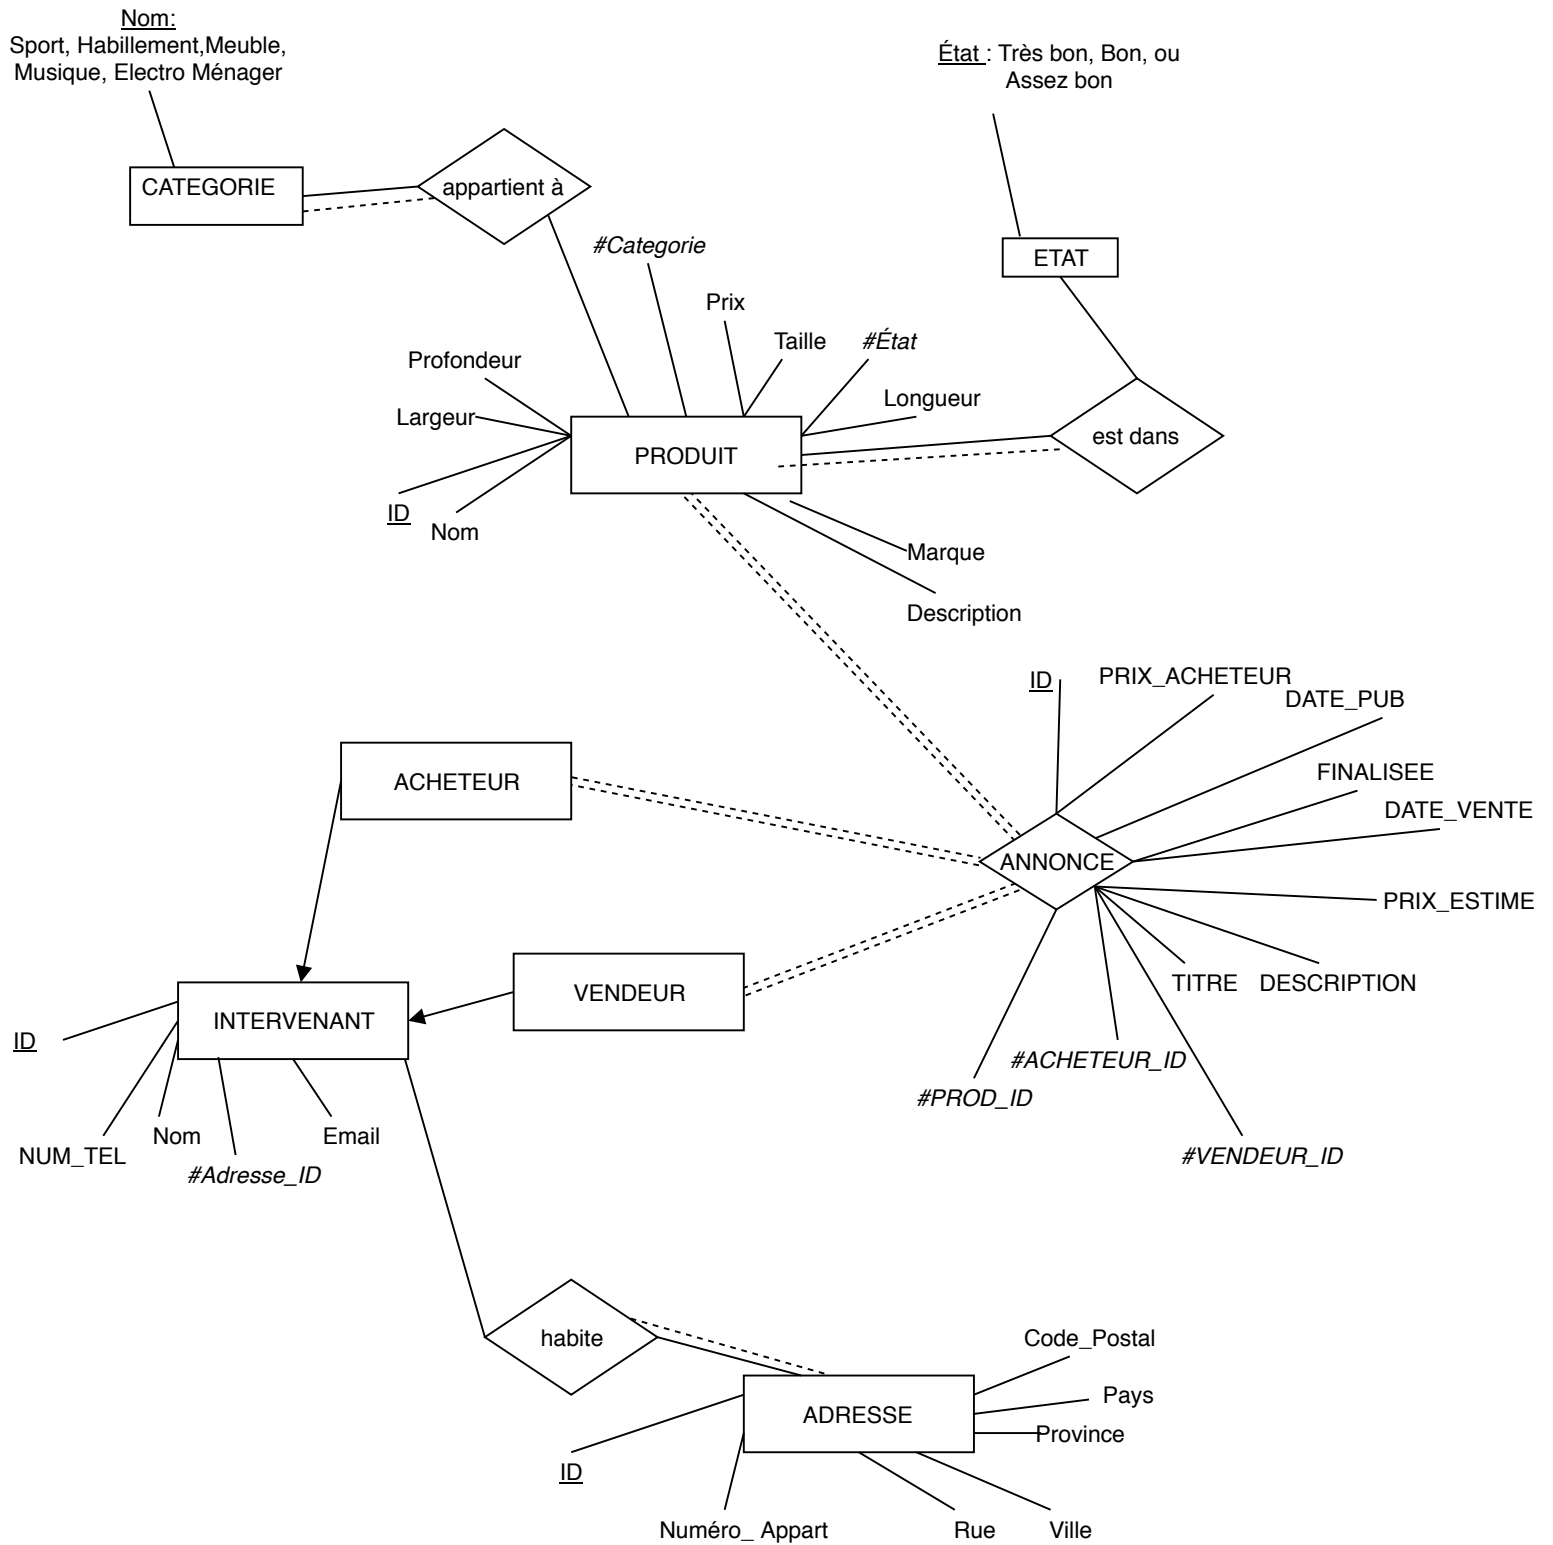 Nom:
Sport, Habillement,Meuble,
Musique, Electro Ménager
État : Très bon, Bon, ou
Assez bon
CATEGORIE
appartient à
#Categorie
ETAT
Prix
Taille
#État
Profondeur
Longueur
Largeur
PRODUIT
est dans
ID
Nom
Marque
Description
ID
PRIX_ACHETEUR
DATE_PUB
FINALISEE
ACHETEUR
DATE_VENTE
ANNONCE
PRIX_ESTIME
TITRE
DESCRIPTION
VENDEUR
INTERVENANT
ID
#ACHETEUR_ID
#PROD_ID
Nom
Email
NUM_TEL
#Adresse_ID
#VENDEUR_ID
habite
Code_Postal
Pays
ADRESSE
Province
ID
Numéro_ Appart
Rue
Ville